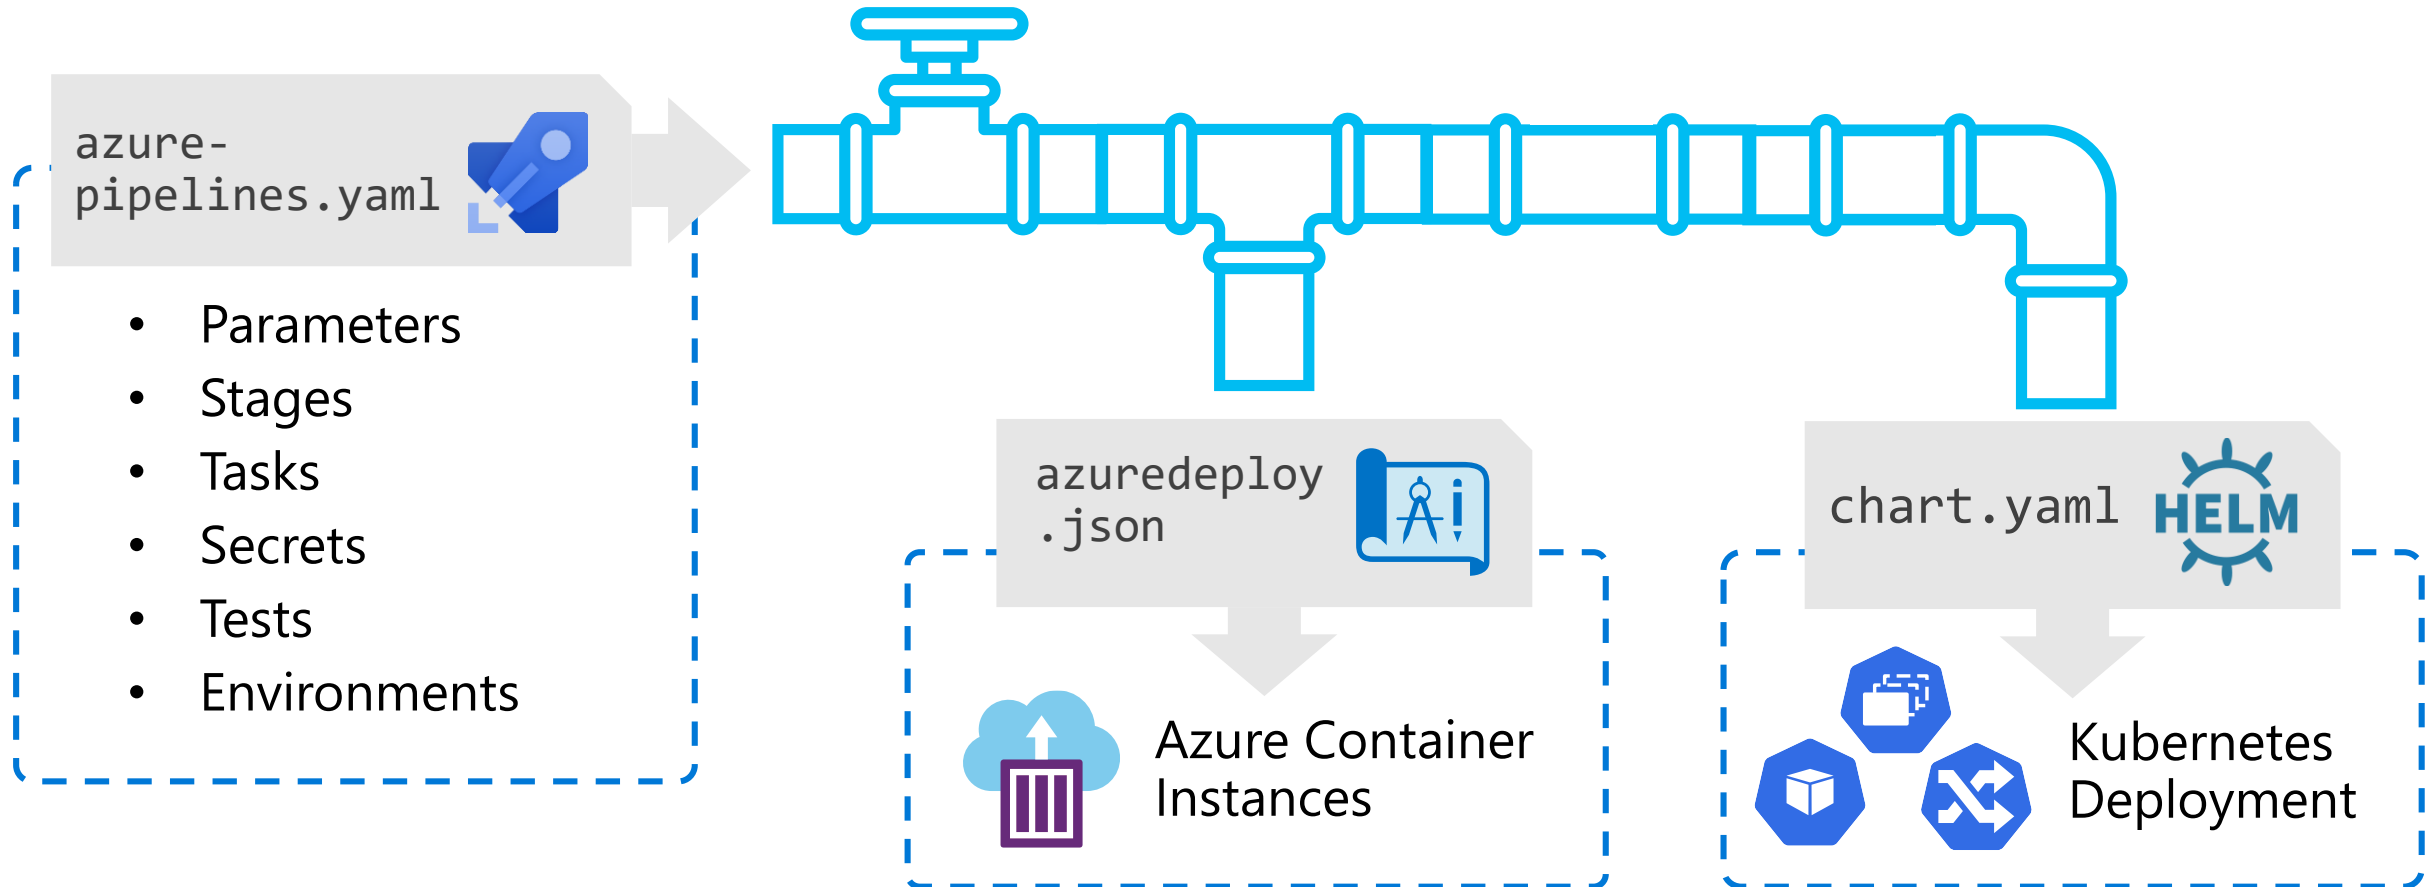 azure-
pipelines.yaml
• Parameters
• Stages
• Tasks
• Secrets
• Tests
• Environments
azuredeploy
.json
Azure Container
Instances
chart.yaml
HELM
Kubernetes
Deployment